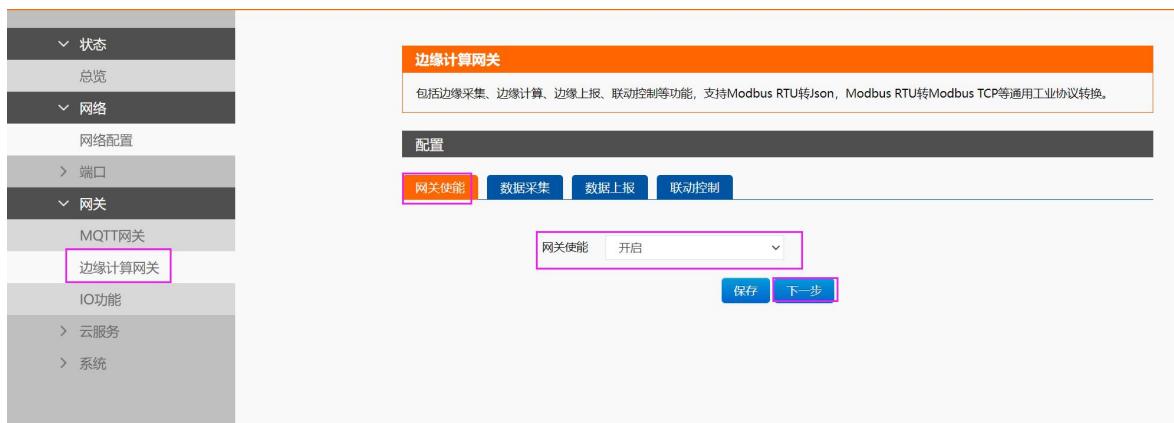 状态
总览
网络
网络配置
端口
网关
MQTT网关
边缘计算网关
IO功能
云服务
系统
边缘计算网关
包括边缘采集、边缘计算、边缘上报、联动控制等功能，支持Modbus RTU转Json，Modbus RTU转Modbus TCP等通用工业协议转换。
配置
网关使能 数据采集 数据上报 联动控制
网关使能 开启
保存 下一步